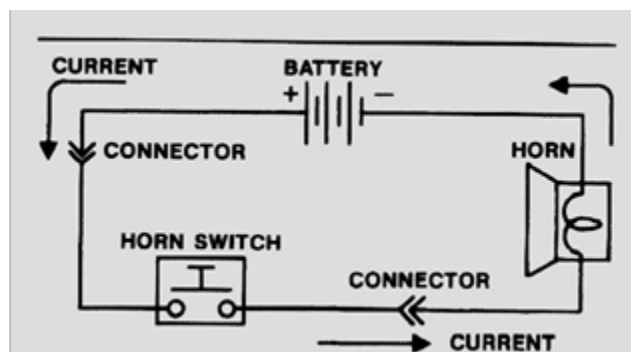 CURRENT
BATTERY
+ −
CONNECTOR
HORN
HORN SWITCH
CONNECTOR
CURRENT